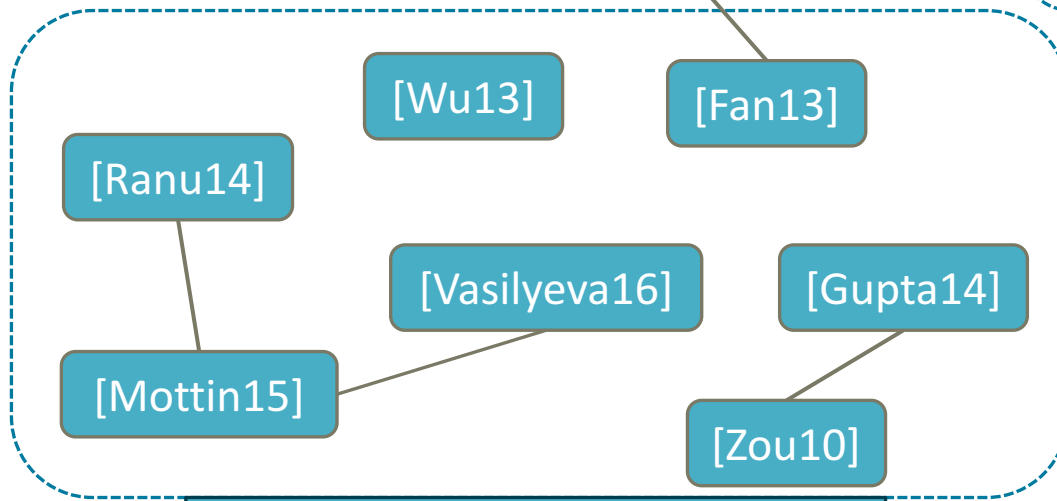 [Wu13]
[Fan13]
[Ranu14]
[Vasilyeva16]
[Gupta14]
[Mottin15]
[Zou10]